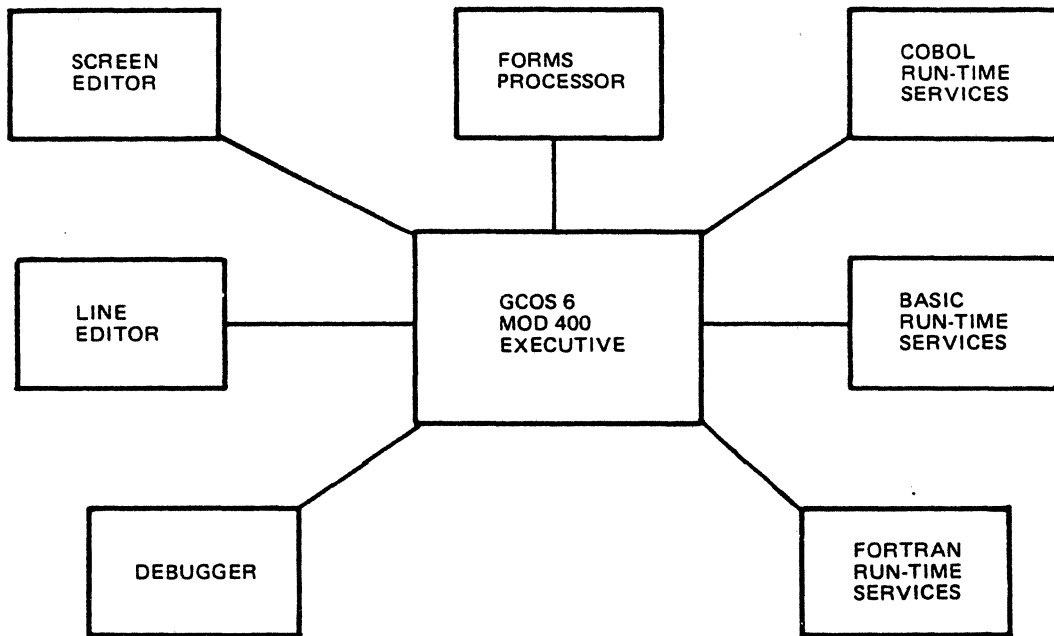 SCREEN
EDITOR
FORMS
PROCESSOR
COBOL
RUN-TIME
SERVICES
LINE
EDITOR
GCOS 6
MOD 400
EXECUTIVE
BASIC
RUN-TIME
SERVICES
DEBUGGER
FORTRAN
RUN-TIME
SERVICES